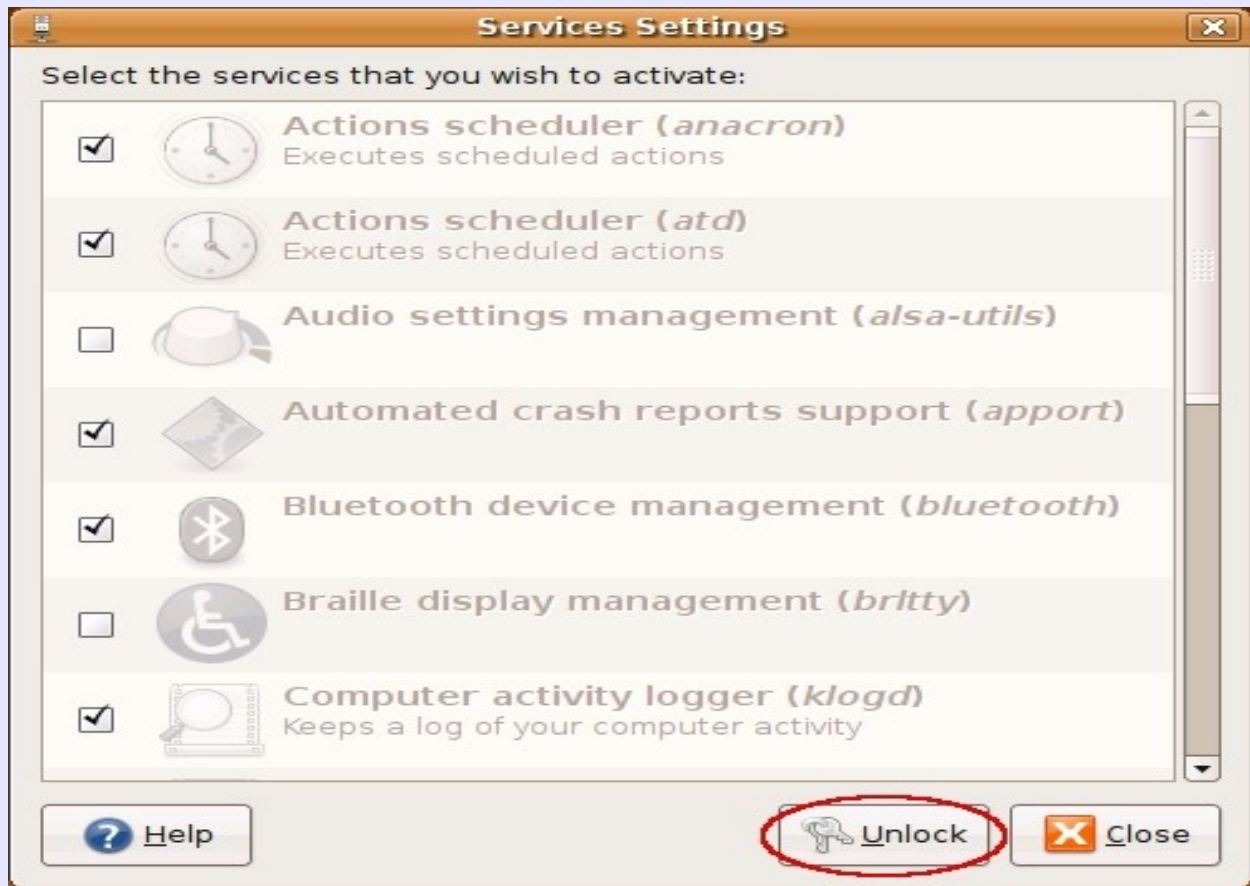 Services Settings
Select the services that you wish to activate:
Actions scheduler (anacron)
Executes scheduled actions
Actions scheduler (atd)
Executes scheduled actions
Audio settings management (alsa-utils)
Automated crash reports support (apport)
Bluetooth device management (bluetooth)
Braille display management (brltty)
Computer activity logger (klogd)
Keeps a log of your computer activity
Help
Unlock
Close